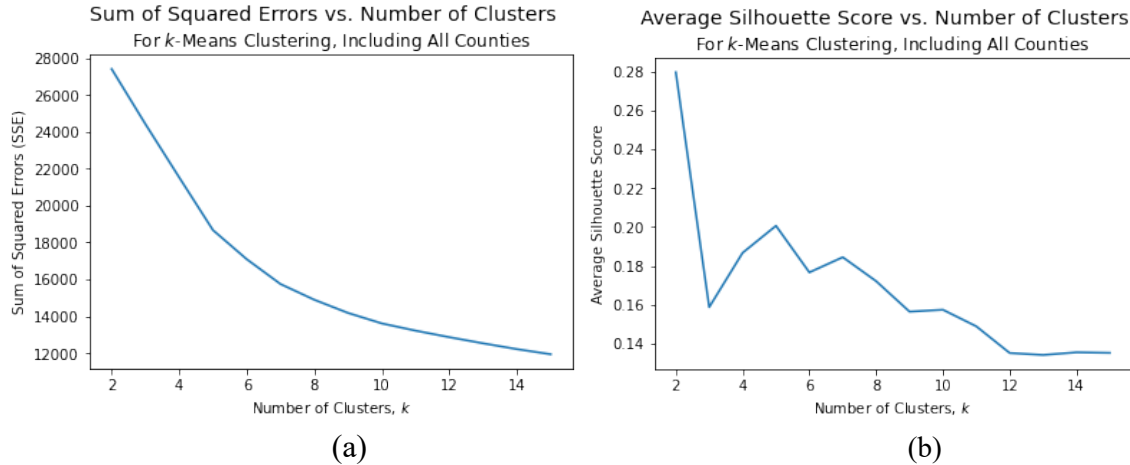 Sum of Squared Errors vs. Number of Clusters
For k-Means Clustering, Including All Counties
28000
26000
24000
22000
20000
18000
16000
14000
12000
Sum of Squared Errors (SSE)
2 4 6 8 10 12 14
Number of Clusters, k
(a)
Average Silhouette Score vs. Number of Clusters
For k-Means Clustering, Including All Counties
0.28
0.26
0.24
0.22
0.20
0.18
0.16
0.14
Average Silhouette Score
2 4 6 8 10 12 14
Number of Clusters, k
(b)